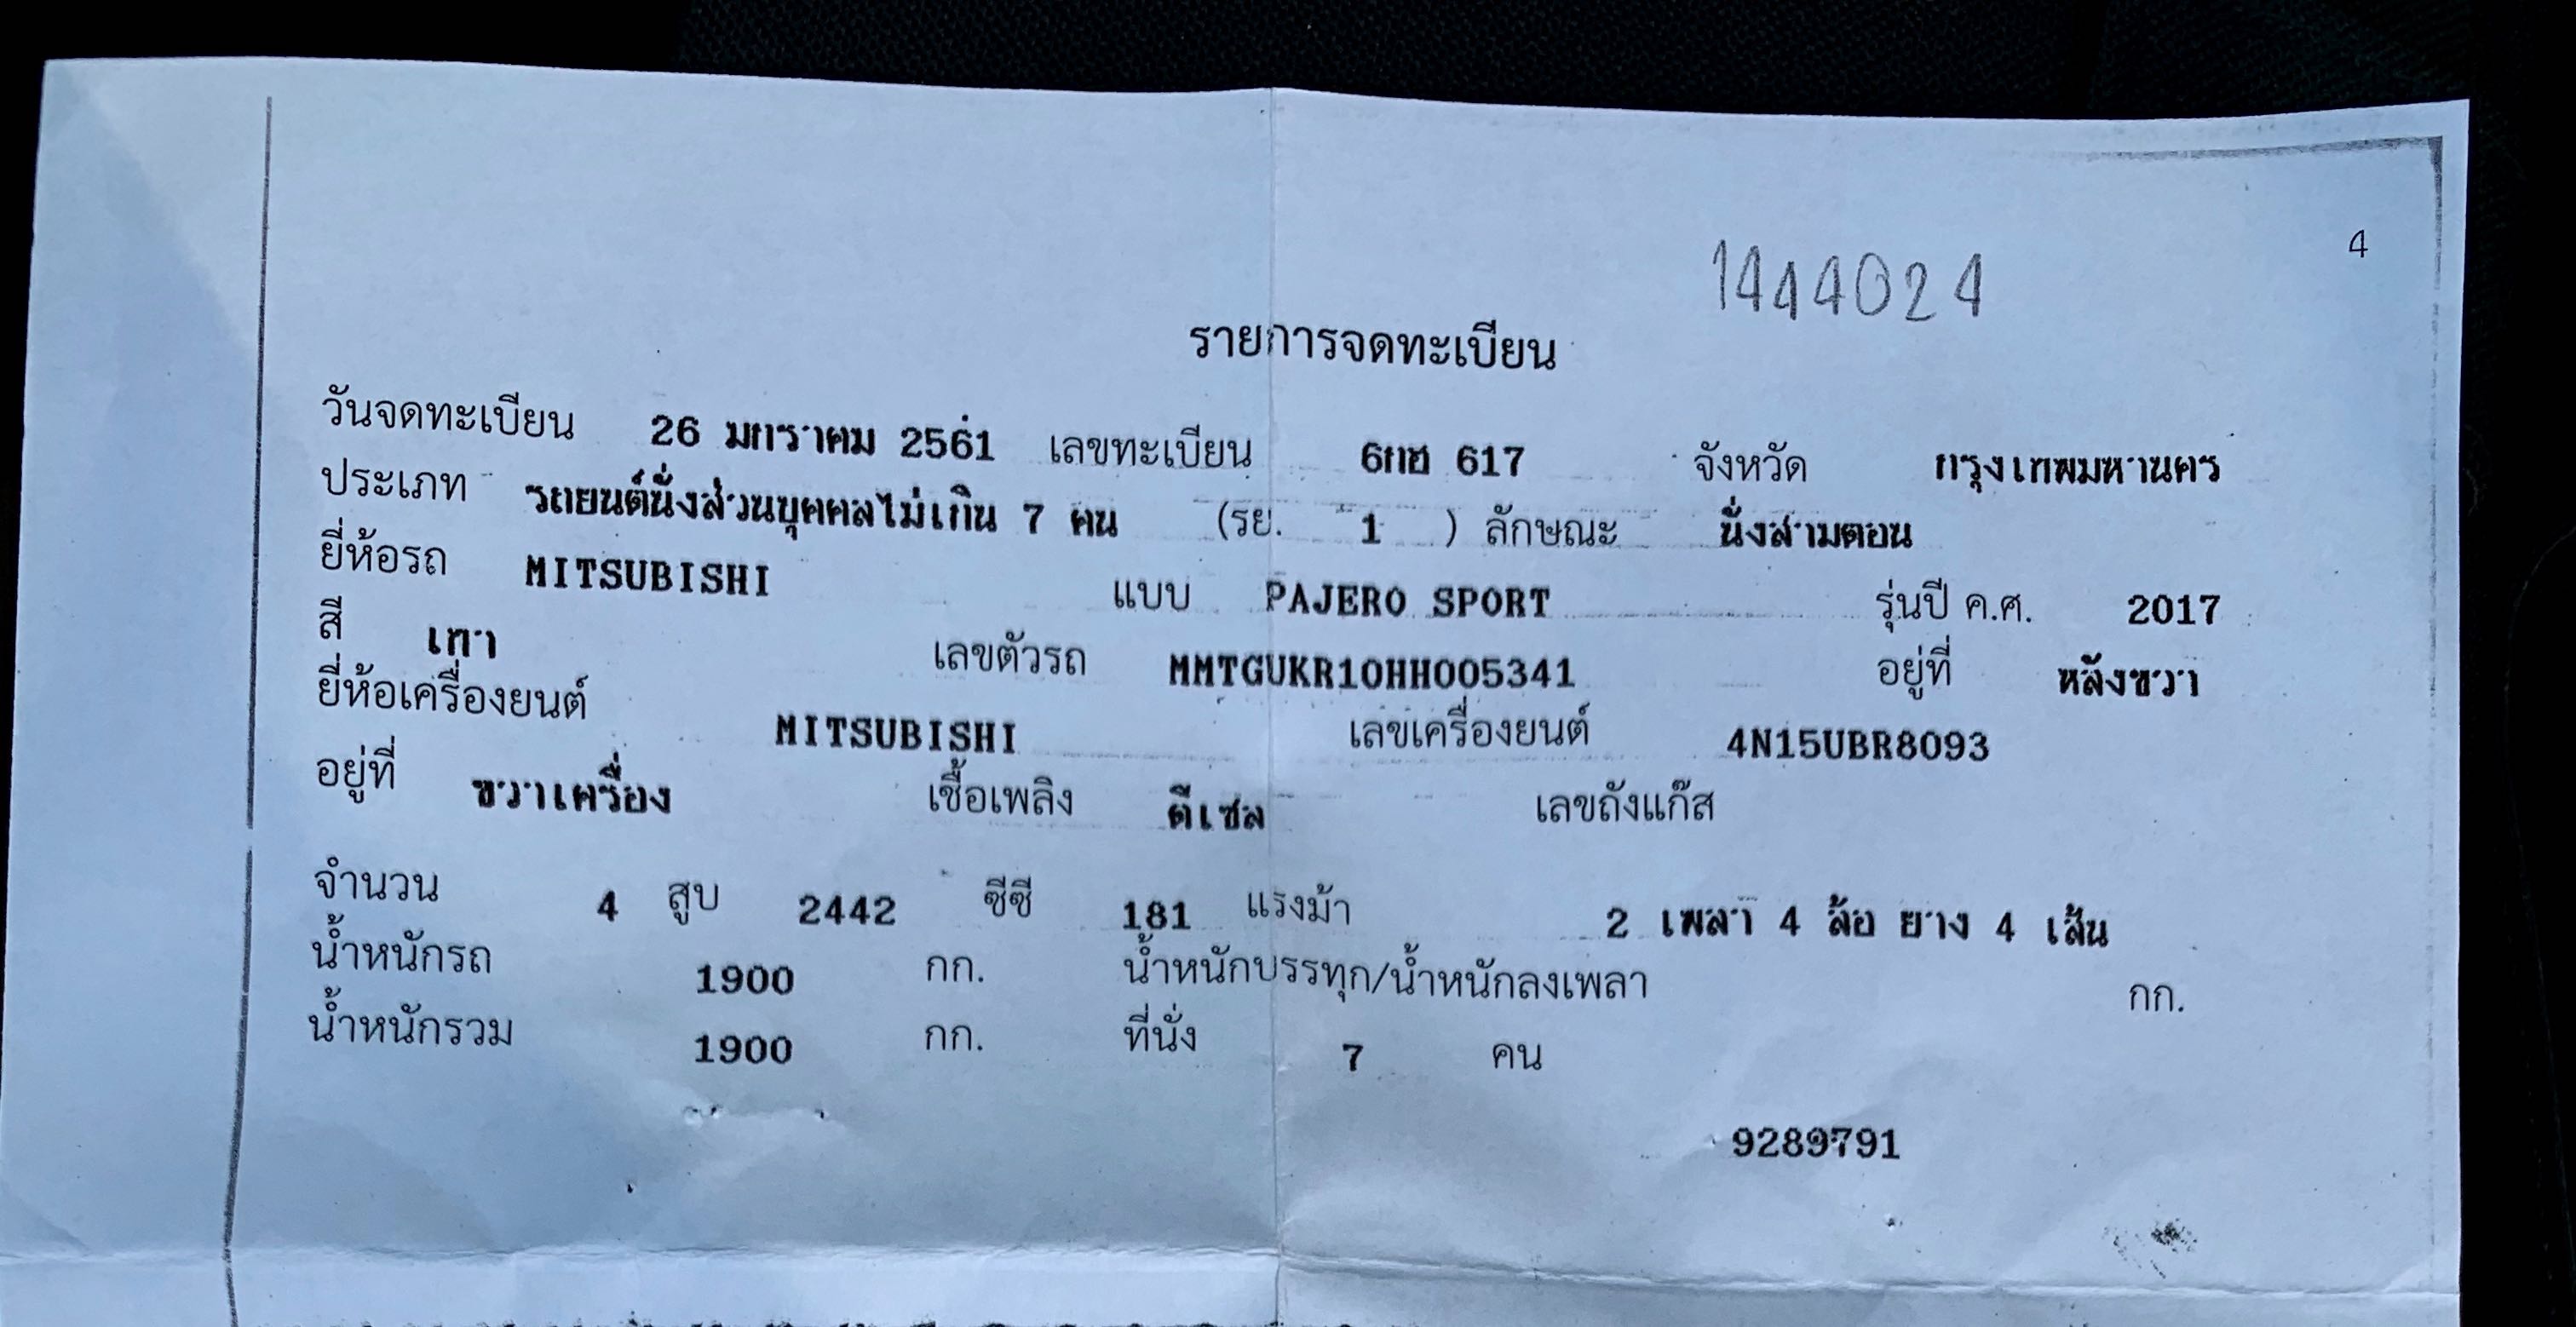 4
1444024
รายการจดทะเบียน
วันจดทะเบียน 26 มกราคม 2561 เลขทะเบียน 6กฮ 617 จังหวัด กรุงเทพมหานคร
ประเภท รถยนต์นั่งส่วนบุคคลไม่เกิน 7 คน (รย. 1 ) ลักษณะ นั่งสามตอน
ยี่ห้อรถ MITSUBISHI แบบ PAJERO SPORT รุ่นปี ค.ศ. 2017
สี เทา เลขตัวรถ MMTGUKR10HH005341 อยู่ที่ หลังขวา
ยี่ห้อเครื่องยนต์ MITSUBISHI เลขเครื่องยนต์ 4N15UBR8093
อยู่ที่ ขวาเครื่อง เชื้อเพลิง ดีเซล เลขถังแก๊ส
จำนวน 4 สูบ 2442 ซีซี 181 แรงม้า 2 เพลา 4 ล้อ ยาง 4 เส้น
น้ำหนักรถ 1900 กก. น้ำหนักบรรทุก/น้ำหนักลงเพลา กก.
น้ำหนักรวม 1900 กก. ที่นั่ง 7 คน
9289791